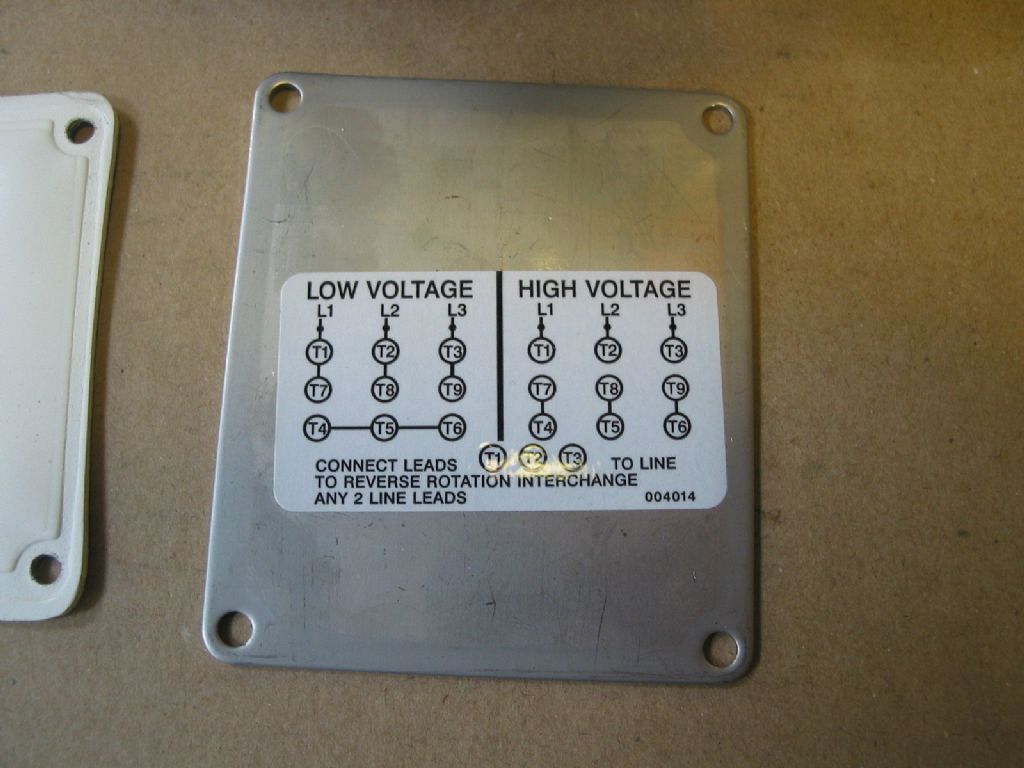 LOW VOLTAGE
L1 L2 L3
T1 T2 T3
T7 T8 T9
T4 T5 T6
HIGH VOLTAGE
L1 L2 L3
T1 T2 T3
T7 T8 T9
T4 T5 T6
CONNECT LEADS T1 T2 T3 TO LINE
TO REVERSE ROTATION INTERCHANGE
ANY 2 LINE LEADS 004014